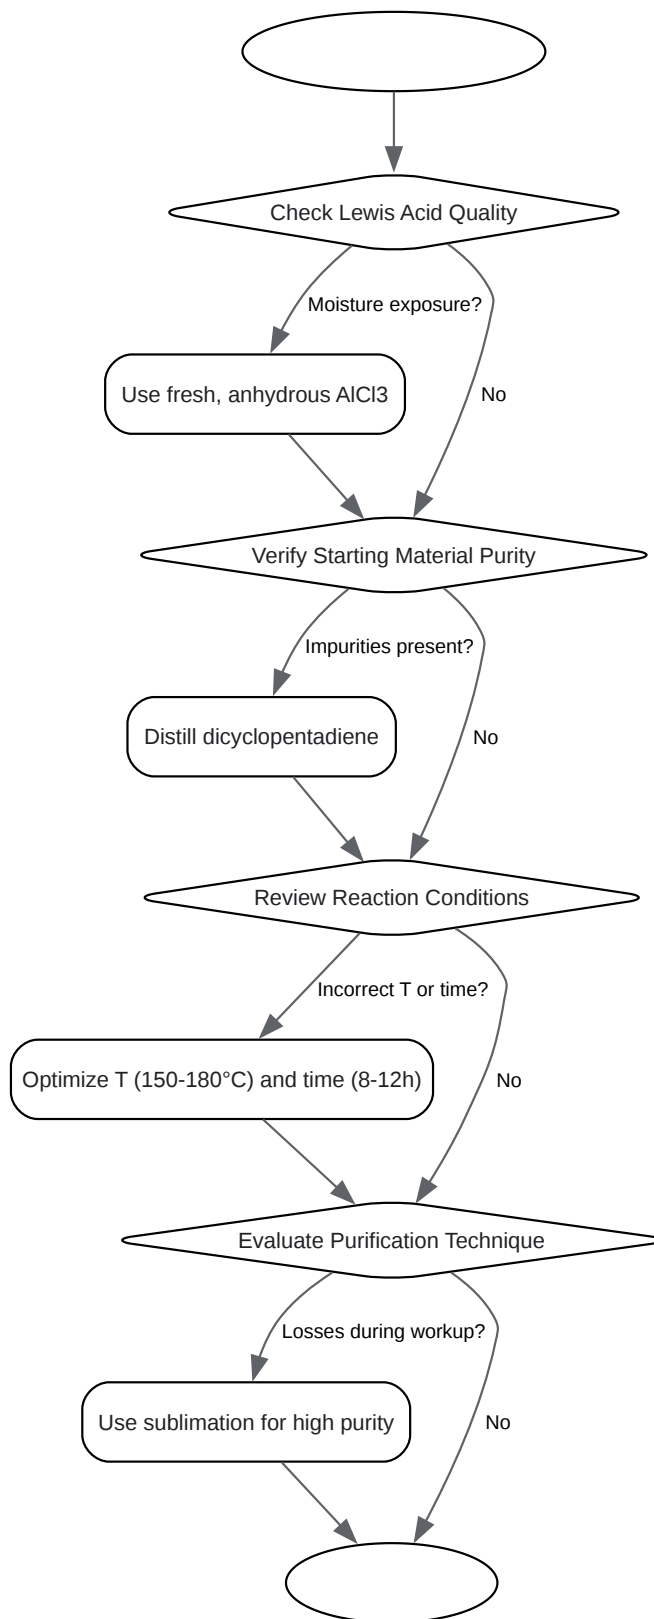 Check Lewis Acid Quality
Moisture exposure?
Use fresh, anhydrous AlCl3
No
Verify Starting Material Purity
Impurities present?
Distill dicyclopentadiene
No
Review Reaction Conditions
Incorrect T or time?
Optimize T (150-180°C) and time (8-12h)
No
Evaluate Purification Technique
Losses during workup?
Use sublimation for high purity
No